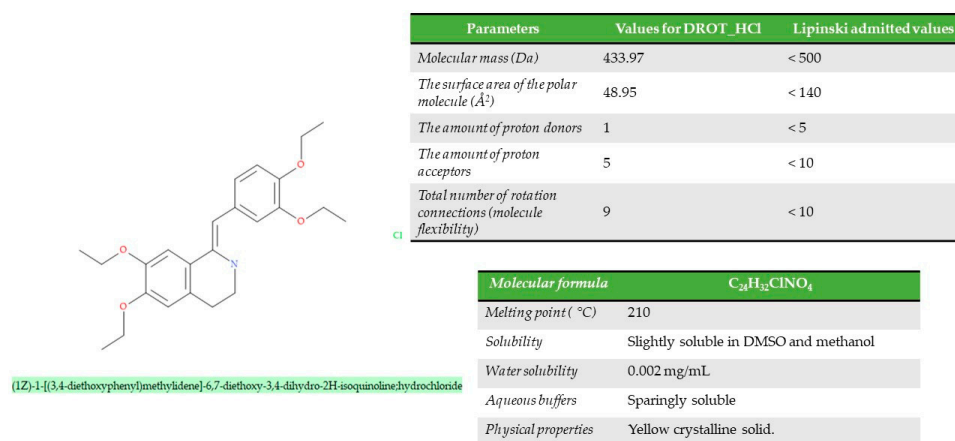 Parameters Values for DROT_HCl Lipinski admitted values
Molecular mass (Da) 433.97 < 500
The surface area of the polar
molecule (Å²) 48.95 < 140
The amount of proton donors 1 < 5
The amount of proton
acceptors 5 < 10
Total number of rotation
connections (molecule
flexibility) 9 < 10
O
O
O
O
N
Cl
(1Z)-1-[(3,4-diethoxyphenyl)methylidene]-6,7-diethoxy-3,4-dihydro-2H-isoquinoline;hydrochloride
Molecular formula C₂₄H₃₂ClNO₄
Melting point ( °C) 210
Solubility Slightly soluble in DMSO and methanol
Water solubility 0.002 mg/mL
Aqueous buffers Sparingly soluble
Physical properties Yellow crystalline solid.